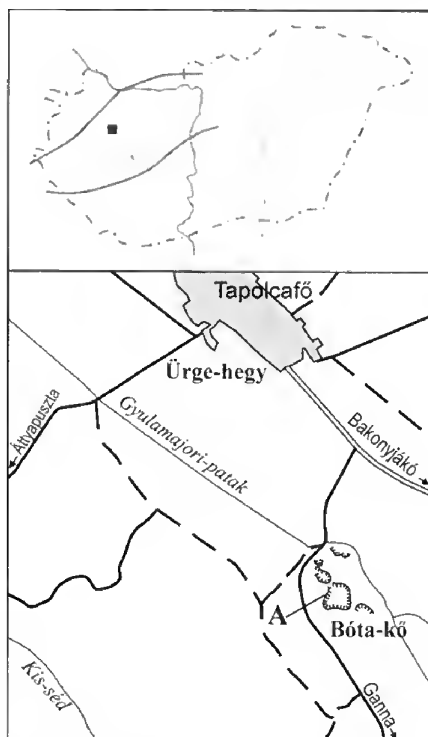 Tapolcafő
Ürge-hegy
Áttyapuszta
Gyulamajori-patak
Bakonyjákó
A
Bóta-kő
Kis-séd
Ganna